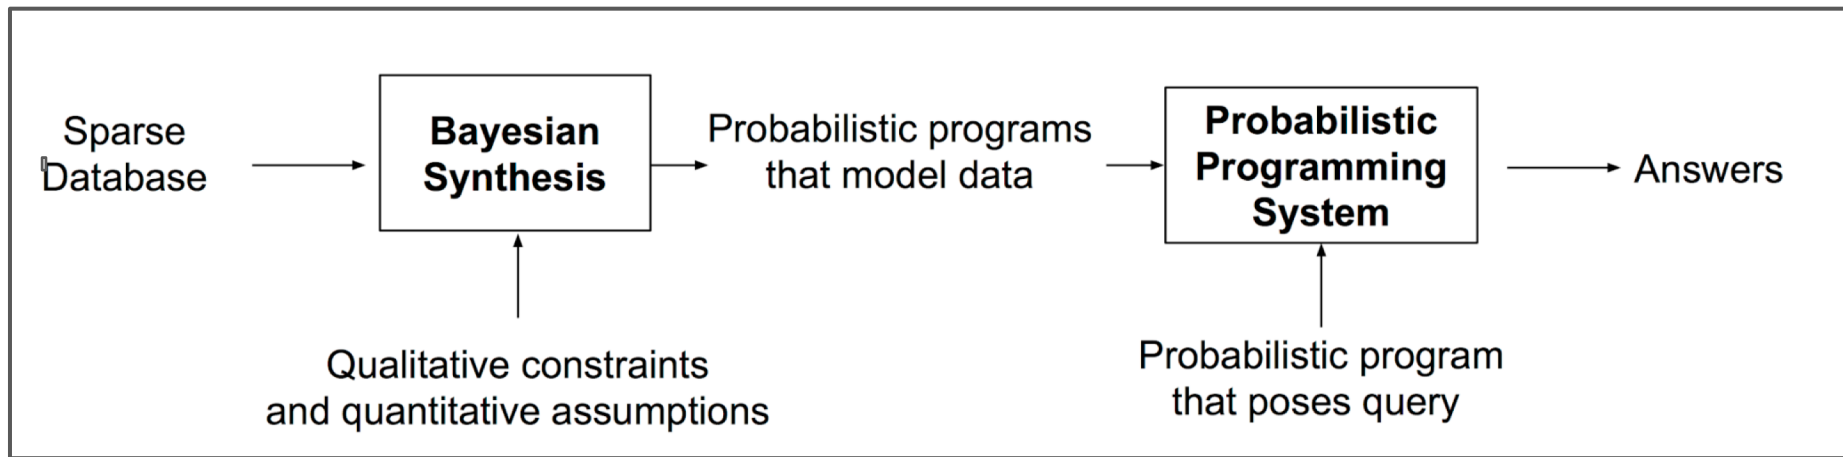 Sparse
Database
Bayesian
Synthesis
Probabilistic programs
that model data
Probabilistic
Programming
System
Answers
Qualitative constraints
and quantitative assumptions
Probabilistic program
that poses query